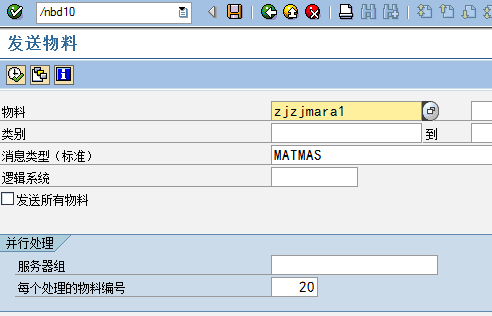 /nbd10
发送物料
物料 zjzjmara1
类别 到
消息类型（标准） MATMAS
逻辑系统
发送所有物料
并行处理
服务器组
每个处理的物料编号 20